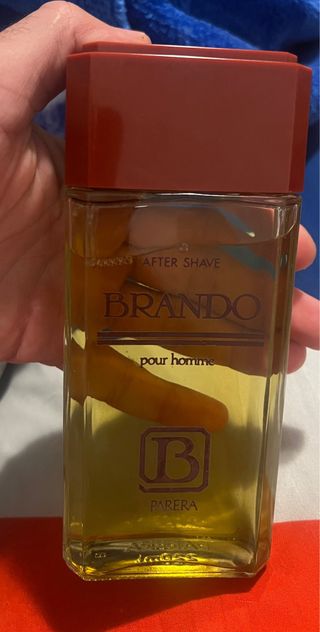 AFTER SHAVE
BRANDO
pour homme
B
PARERA